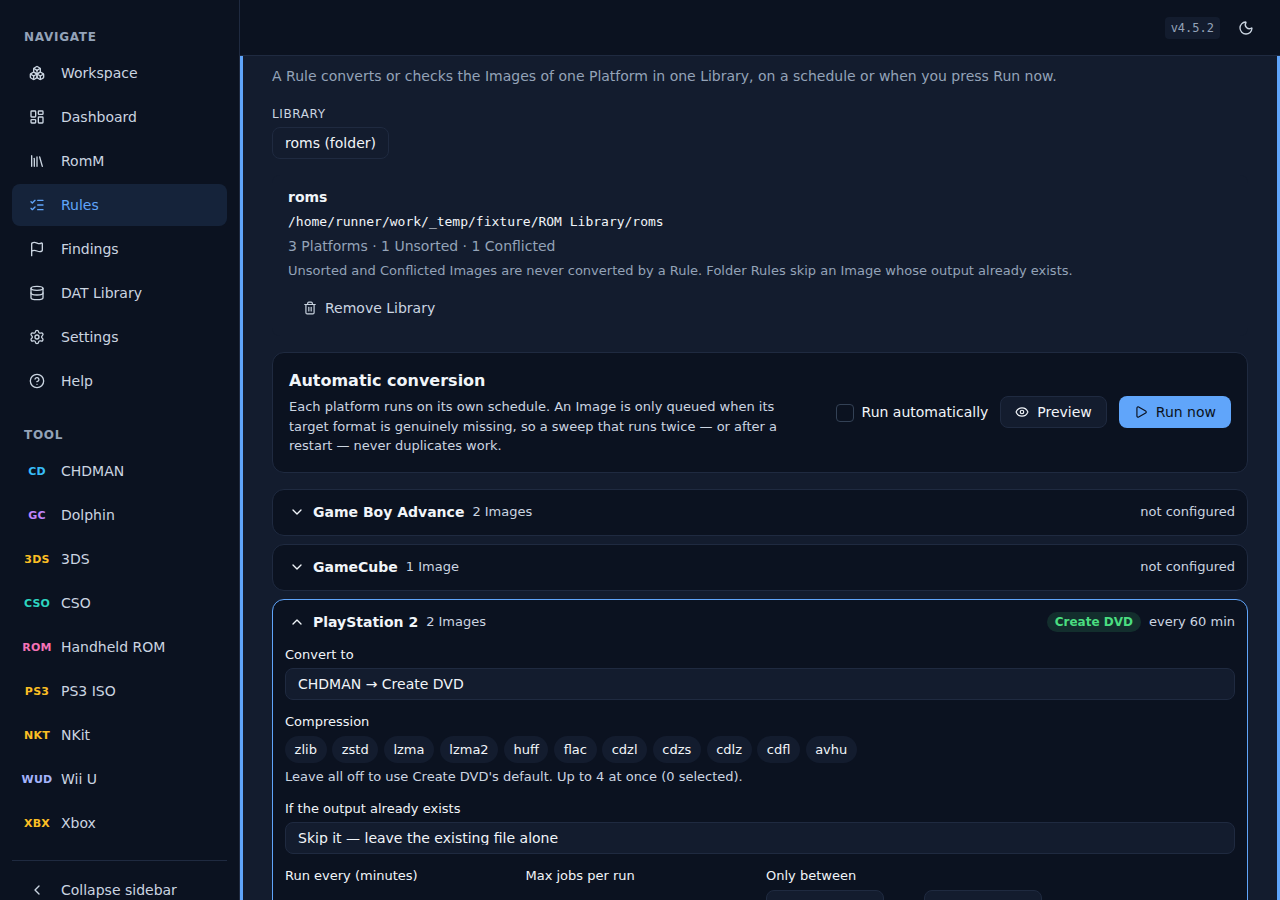 NAVIGATE
Workspace
Dashboard
RomM
Rules
Findings
DAT Library
Settings
Help
TOOL
CD CHDMAN
GC Dolphin
3DS 3DS
CSO CSO
ROM Handheld ROM
PS3 PS3 ISO
NKT NKit
WUD Wii U
XBX Xbox
Collapse sidebar
v4.5.2
A Rule converts or checks the Images of one Platform in one Library, on a schedule or when you press Run now.
LIBRARY
roms (folder)
roms
/home/runner/work/_temp/fixture/ROM Library/roms
3 Platforms · 1 Unsorted · 1 Conflicted
Unsorted and Conflicted Images are never converted by a Rule. Folder Rules skip an Image whose output already exists.
Remove Library
Automatic conversion
Each platform runs on its own schedule. An Image is only queued when its
target format is genuinely missing, so a sweep that runs twice — or after a
restart — never duplicates work.
Run automatically
Preview
Run now
Game Boy Advance 2 Images not configured
GameCube 1 Image not configured
PlayStation 2 2 Images Create DVD every 60 min
Convert to
CHDMAN → Create DVD
Compression
zlib zstd lzma lzma2 huff flac cdzl cdzs cdlz cdfl avhu
Leave all off to use Create DVD's default. Up to 4 at once (0 selected).
If the output already exists
Skip it — leave the existing file alone
Run every (minutes) Max jobs per run Only between